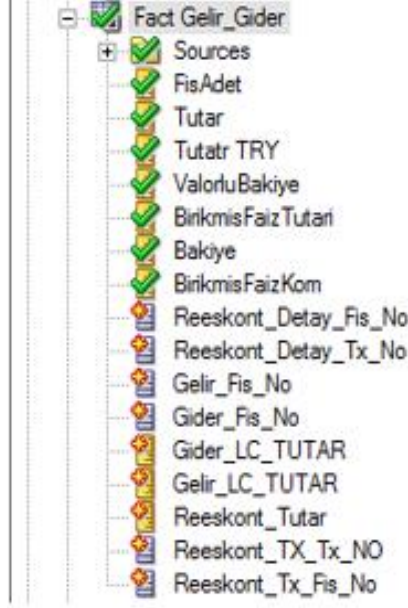 Fact Gelir_Gider
Sources
FisAdet
Tutar
Tutatr TRY
ValorluBakiye
BirikmisFaizTutari
Bakiye
BirikmisFaizKom
Reeskont_Detay_Fis_No
Reeskont_Detay_Tx_No
Gelir_Fis_No
Gider_Fis_No
Gider_LC_TUTAR
Gelir_LC_TUTAR
Reeskont_Tutar
Reeskont_TX_Tx_NO
Reeskont_Tx_Fis_No